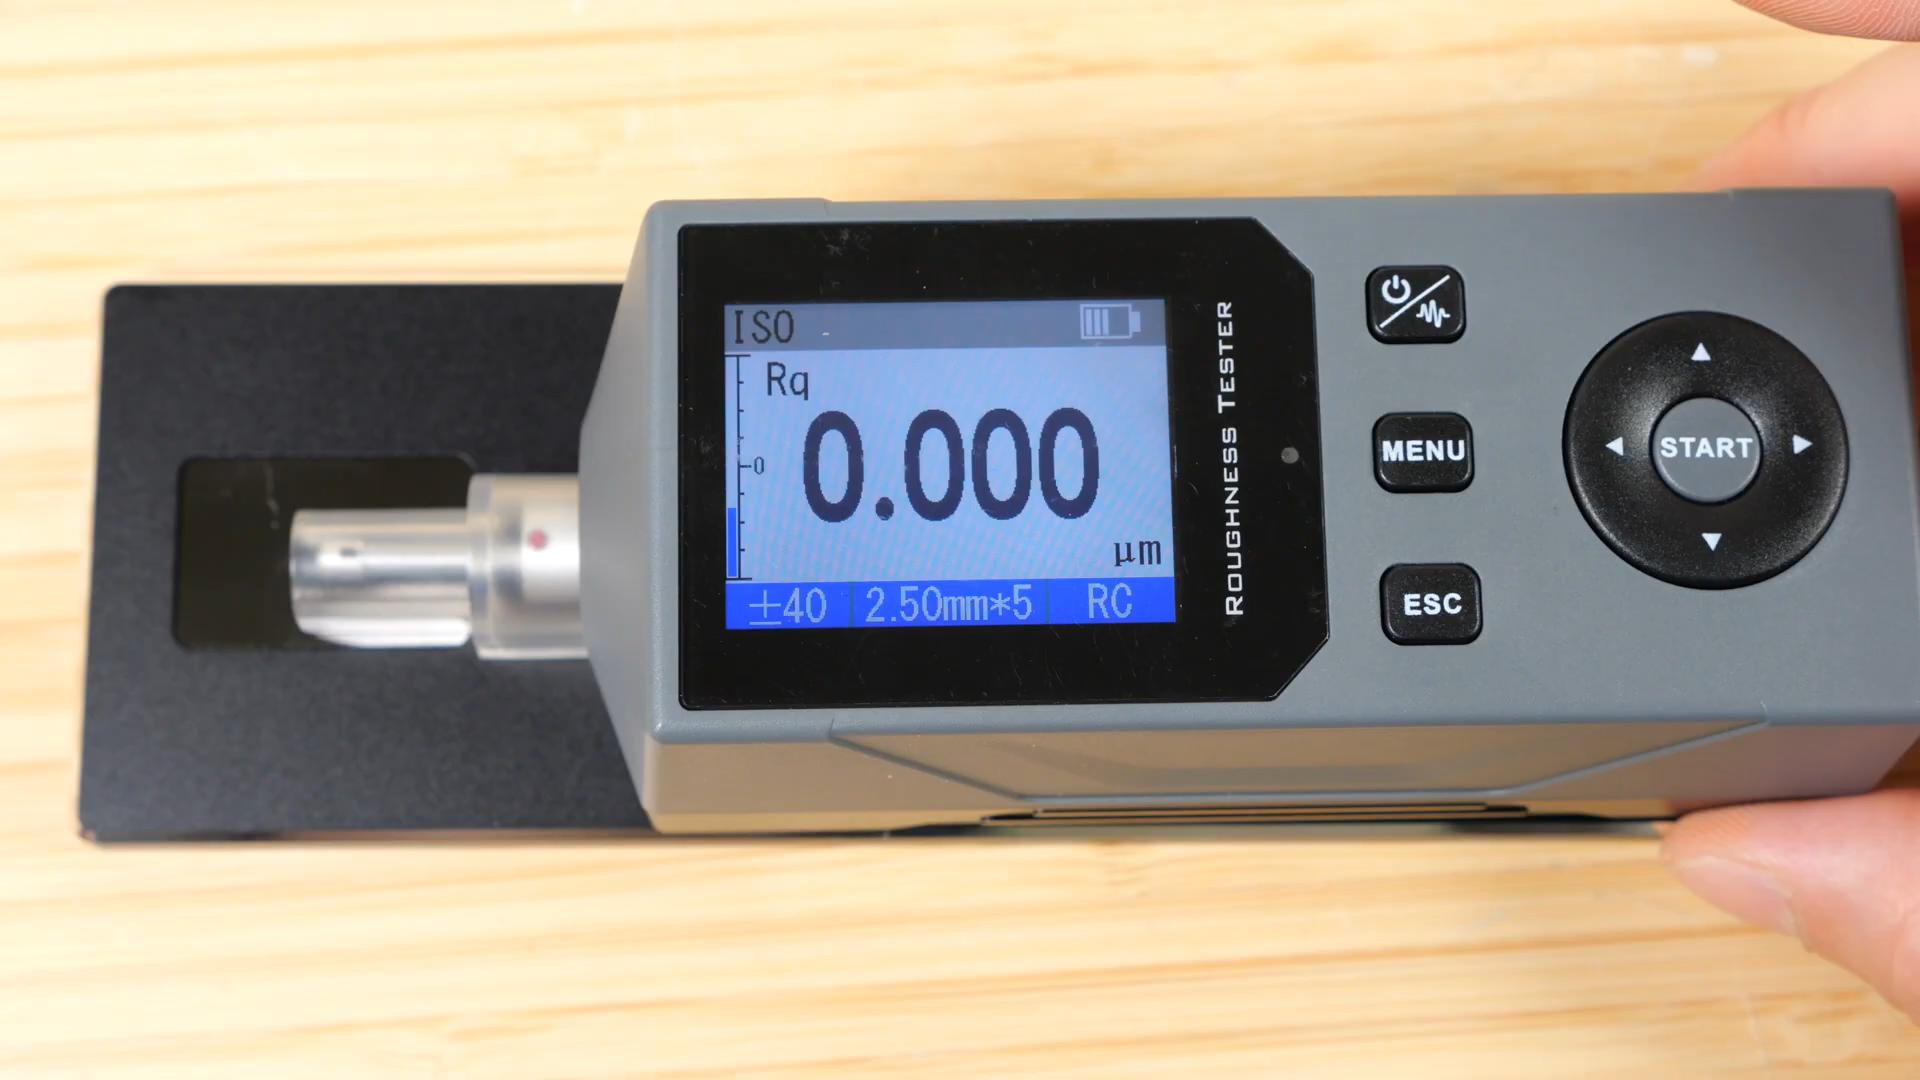 ISO
Rq
0
0.000
μm
±40 2.50mm*5 RC
ROUGHNESS TESTER
MENU
START
ESC